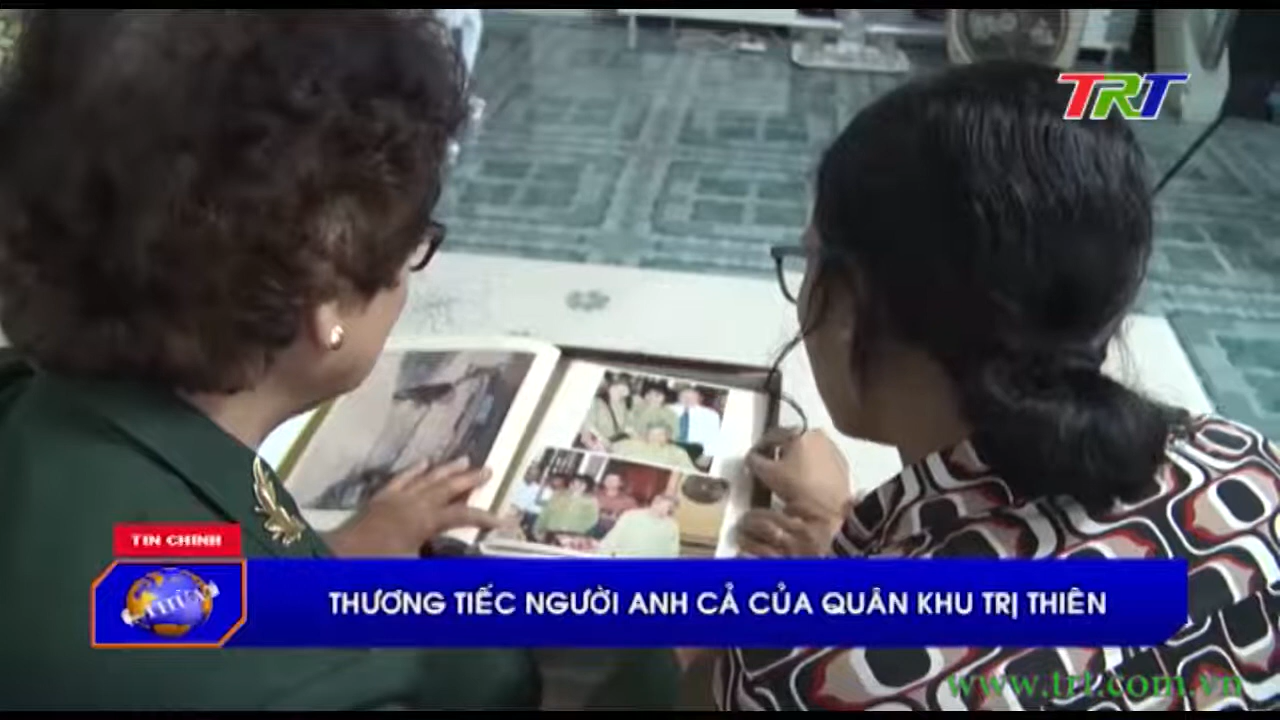 TRT
TIN CHÍNH
THƯƠNG TIẾC NGƯỜI ANH CẢ CỦA QUÂN KHU TRỊ THIÊN
www.trt.com.vn